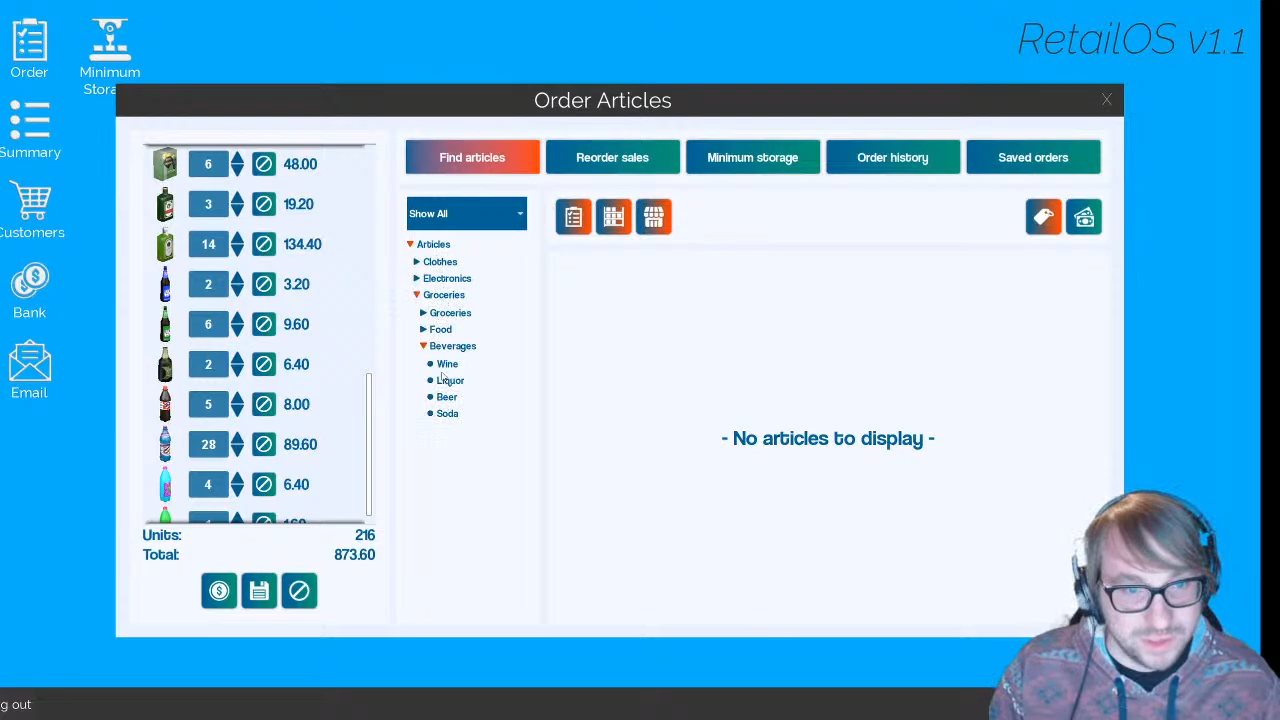 RetailOS v1.1
Order
Minimum
Stora
Summary
Customers
Bank
Email
Order Articles
X
Find articles
Reorder sales
Minimum storage
Order history
Saved orders
6 48.00
3 19.20
14 134.40
2 3.20
6 9.60
2 6.40
5 8.00
28 89.60
4 6.40
Units: 216
Total: 873.60
Show All
Articles
Clothes
Electronics
Groceries
Groceries
Food
Beverages
Wine
Liquor
Beer
Soda
- No articles to display -
g out